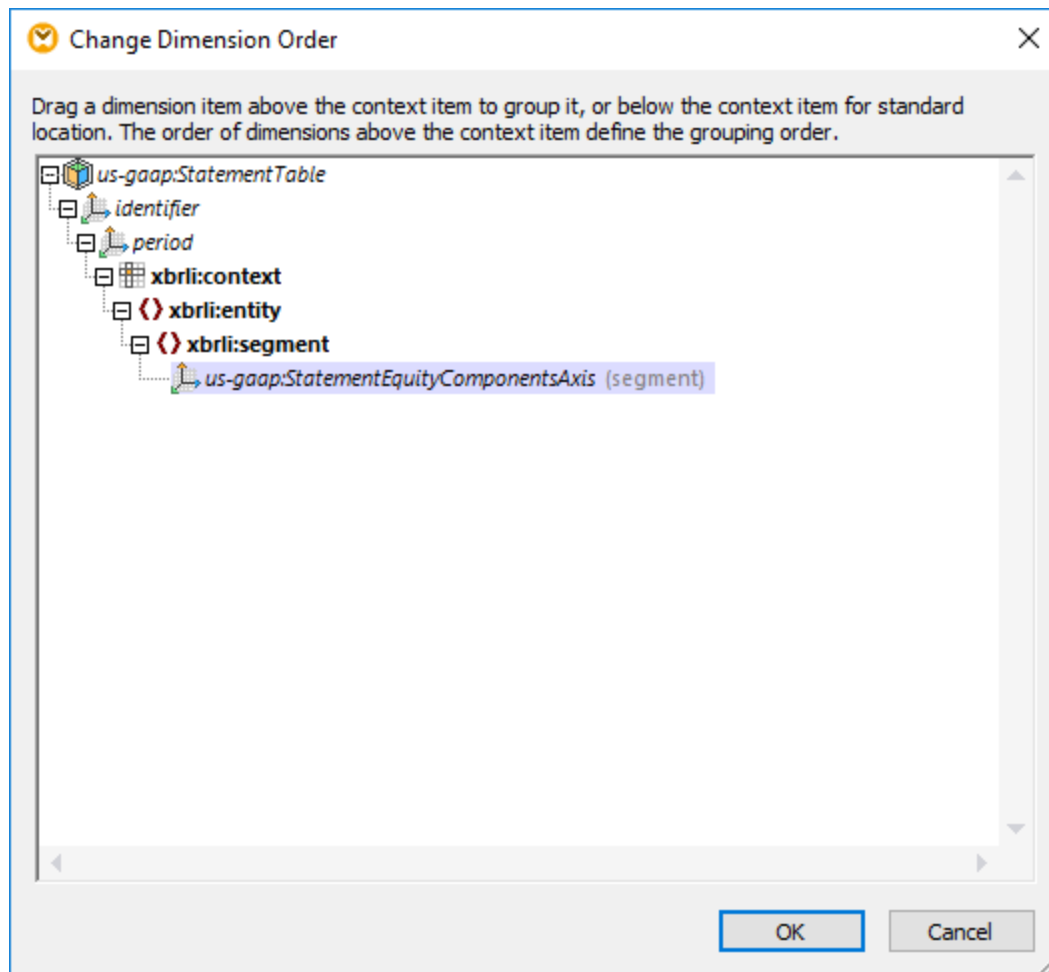 Change Dimension Order
Drag a dimension item above the context item to group it, or below the context item for standard
location. The order of dimensions above the context item define the grouping order.
us-gaap:StatementTable
identifier
period
xbrli:context
xbrli:entity
xbrli:segment
us-gaap:StatementEquityComponentsAxis (segment)
OK Cancel